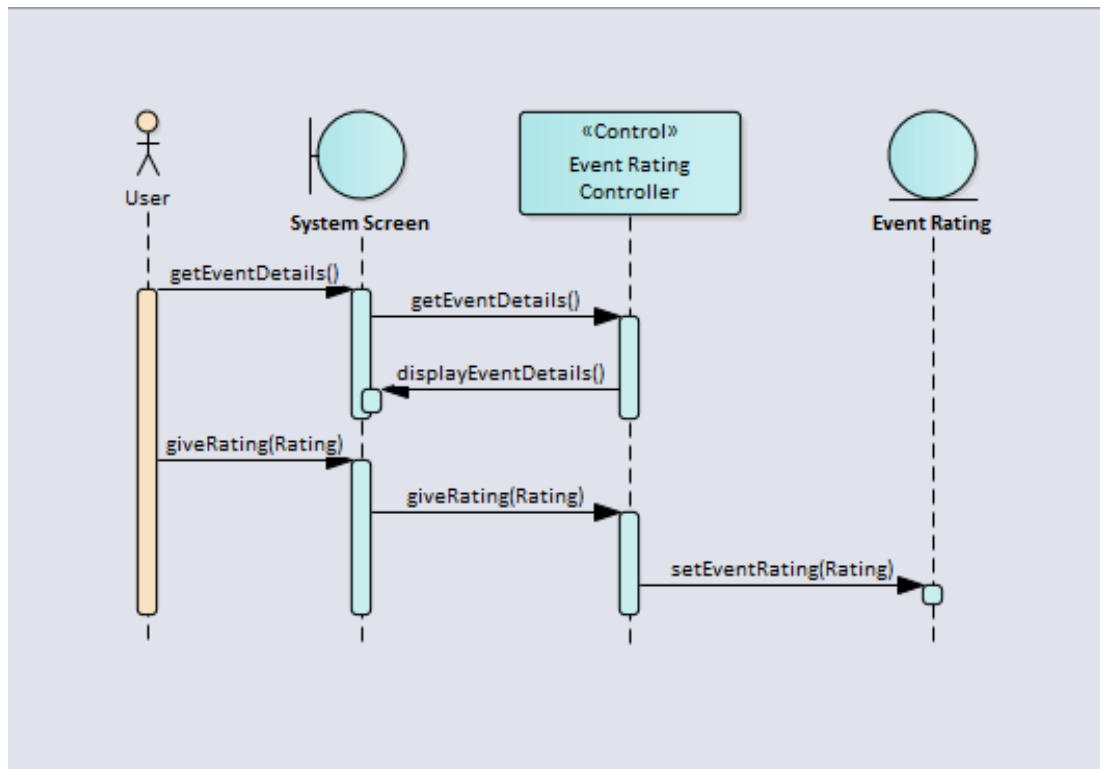 «Control»
Event Rating
Controller
User
System Screen
Event Rating
getEventDetails()
getEventDetails()
displayEventDetails()
giveRating(Rating)
giveRating(Rating)
setEventRating(Rating)